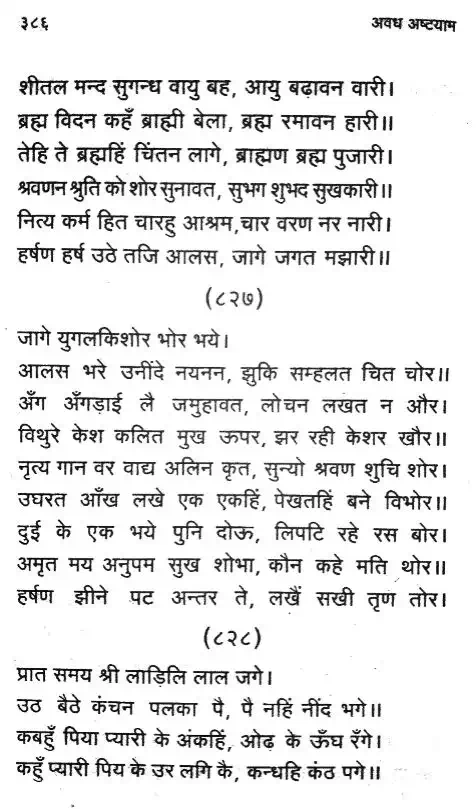 ३८६ अवध अष्टयाम
शीतल मन्द सुगन्ध वायु बह, आयु बढ़ावन वारी।
ब्रह्म विदन कहँ ब्राह्मी बेला, ब्रह्म रमावन हारी॥
तेहि ते ब्रह्महिं चिंतन लागे, ब्राह्मण ब्रह्म पुजारी।
श्रवणन श्रुति को शोर सुनावत, सुभग शुभद सुखकारी॥
नित्य कर्म हित चारहु आश्रम,चार वरण नर नारी।
हर्षण हर्ष उठे तजि आलस, जागे जगत मझारी॥
(८२७)
जागे युगलकिशोर भोर भये।
आलस भरे उनींदे नयनन, झुकि सम्हलत चित चोर॥
अँग अँगड़ाई लै जमुहावत, लोचन लखत न और।
विथुरे केश कलित मुख ऊपर, झर रही केशर खौर॥
नृत्य गान वर वाद्य अलिन कृत, सुन्यो श्रवण शुचि शोर।
उघरत आँख लखे एक एकहिं, पेखतहिं बने विभोर॥
दुई के एक भये पुनि दोऊ, लिपटि रहे रस बोर।
अमृत मय अनुपम सुख शोभा, कौन कहे मति थोर॥
हर्षण झीने पट अन्तर ते, लखैं सखी तृण तोर।
(८२८)
प्रात समय श्री लाड़िलि लाल जगे।
उठ बैठे कंचन पलका पै, पै नहिं नींद भगे॥
कबहुँ पिया प्यारी के अंकहिं, ओढ़ के ऊँघ रँगे।
कहुँ प्यारी पिय के उर लगि कै, कन्धहि कंठ पगे॥